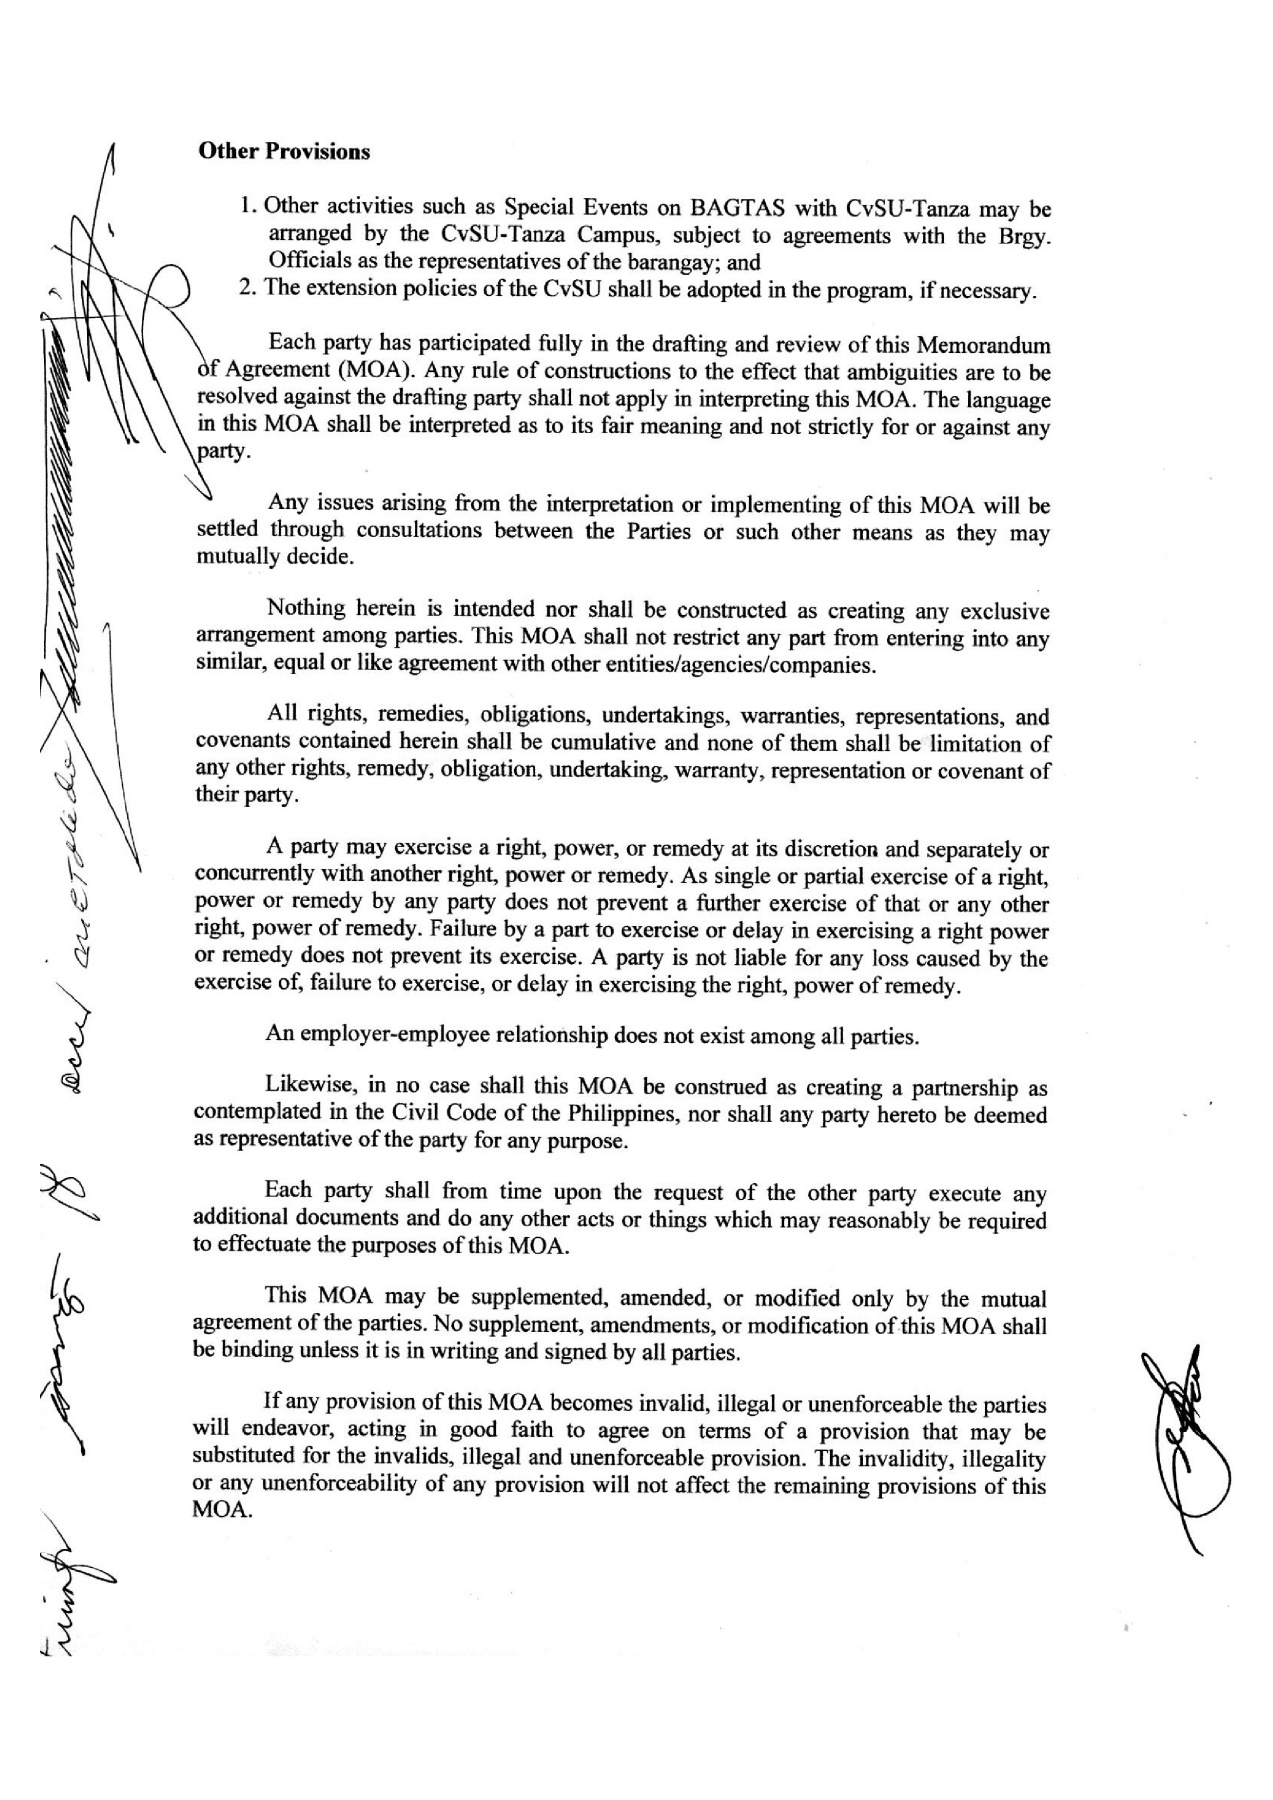 Other Provisions
1. Other activities such as Special Events on BAGTAS with CvSU-Tanza may be
arranged by the CvSU-Tanza Campus, subject to agreements with the Brgy.
Officials as the representatives of the barangay; and
2. The extension policies of the CvSU shall be adopted in the program, if necessary.
Each party has participated fully in the drafting and review of this Memorandum
of Agreement (MOA). Any rule of constructions to the effect that ambiguities are to be
resolved against the drafting party shall not apply in interpreting this MOA. The language
in this MOA shall be interpreted as to its fair meaning and not strictly for or against any
party.
Any issues arising from the interpretation or implementing of this MOA will be
settled through consultations between the Parties or such other means as they may
mutually decide.
Nothing herein is intended nor shall be constructed as creating any exclusive
arrangement among parties. This MOA shall not restrict any part from entering into any
similar, equal or like agreement with other entities/agencies/companies.
All rights, remedies, obligations, undertakings, warranties, representations, and
covenants contained herein shall be cumulative and none of them shall be limitation of
any other rights, remedy, obligation, undertaking, warranty, representation or covenant of
their party.
A party may exercise a right, power, or remedy at its discretion and separately or
concurrently with another right, power or remedy. As single or partial exercise of a right,
power or remedy by any party does not prevent a further exercise of that or any other
right, power of remedy. Failure by a part to exercise or delay in exercising a right power
or remedy does not prevent its exercise. A party is not liable for any loss caused by the
exercise of, failure to exercise, or delay in exercising the right, power of remedy.
An employer-employee relationship does not exist among all parties.
Likewise, in no case shall this MOA be construed as creating a partnership as
contemplated in the Civil Code of the Philippines, nor shall any party hereto be deemed
as representative of the party for any purpose.
Each party shall from time upon the request of the other party execute any
additional documents and do any other acts or things which may reasonably be required
to effectuate the purposes of this MOA.
This MOA may be supplemented, amended, or modified only by the mutual
agreement of the parties. No supplement, amendments, or modification of this MOA shall
be binding unless it is in writing and signed by all parties.
If any provision of this MOA becomes invalid, illegal or unenforceable the parties
will endeavor, acting in good faith to agree on terms of a provision that may be
substituted for the invalids, illegal and unenforceable provision. The invalidity, illegality
or any unenforceability of any provision will not affect the remaining provisions of this
MOA.